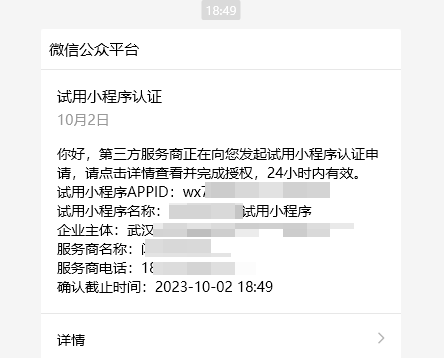 18:49
微信公众平台
试用小程序认证
10月2日
你好，第三方服务商正在向您发起试用小程序认证申
请，请点击详情查看并完成授权，24小时内有效。
试用小程序APPID：wx7
试用小程序名称： 试用小程序
企业主体：武汉
服务商名称：
服务商电话：18
确认截止时间：2023-10-02 18:49
详情